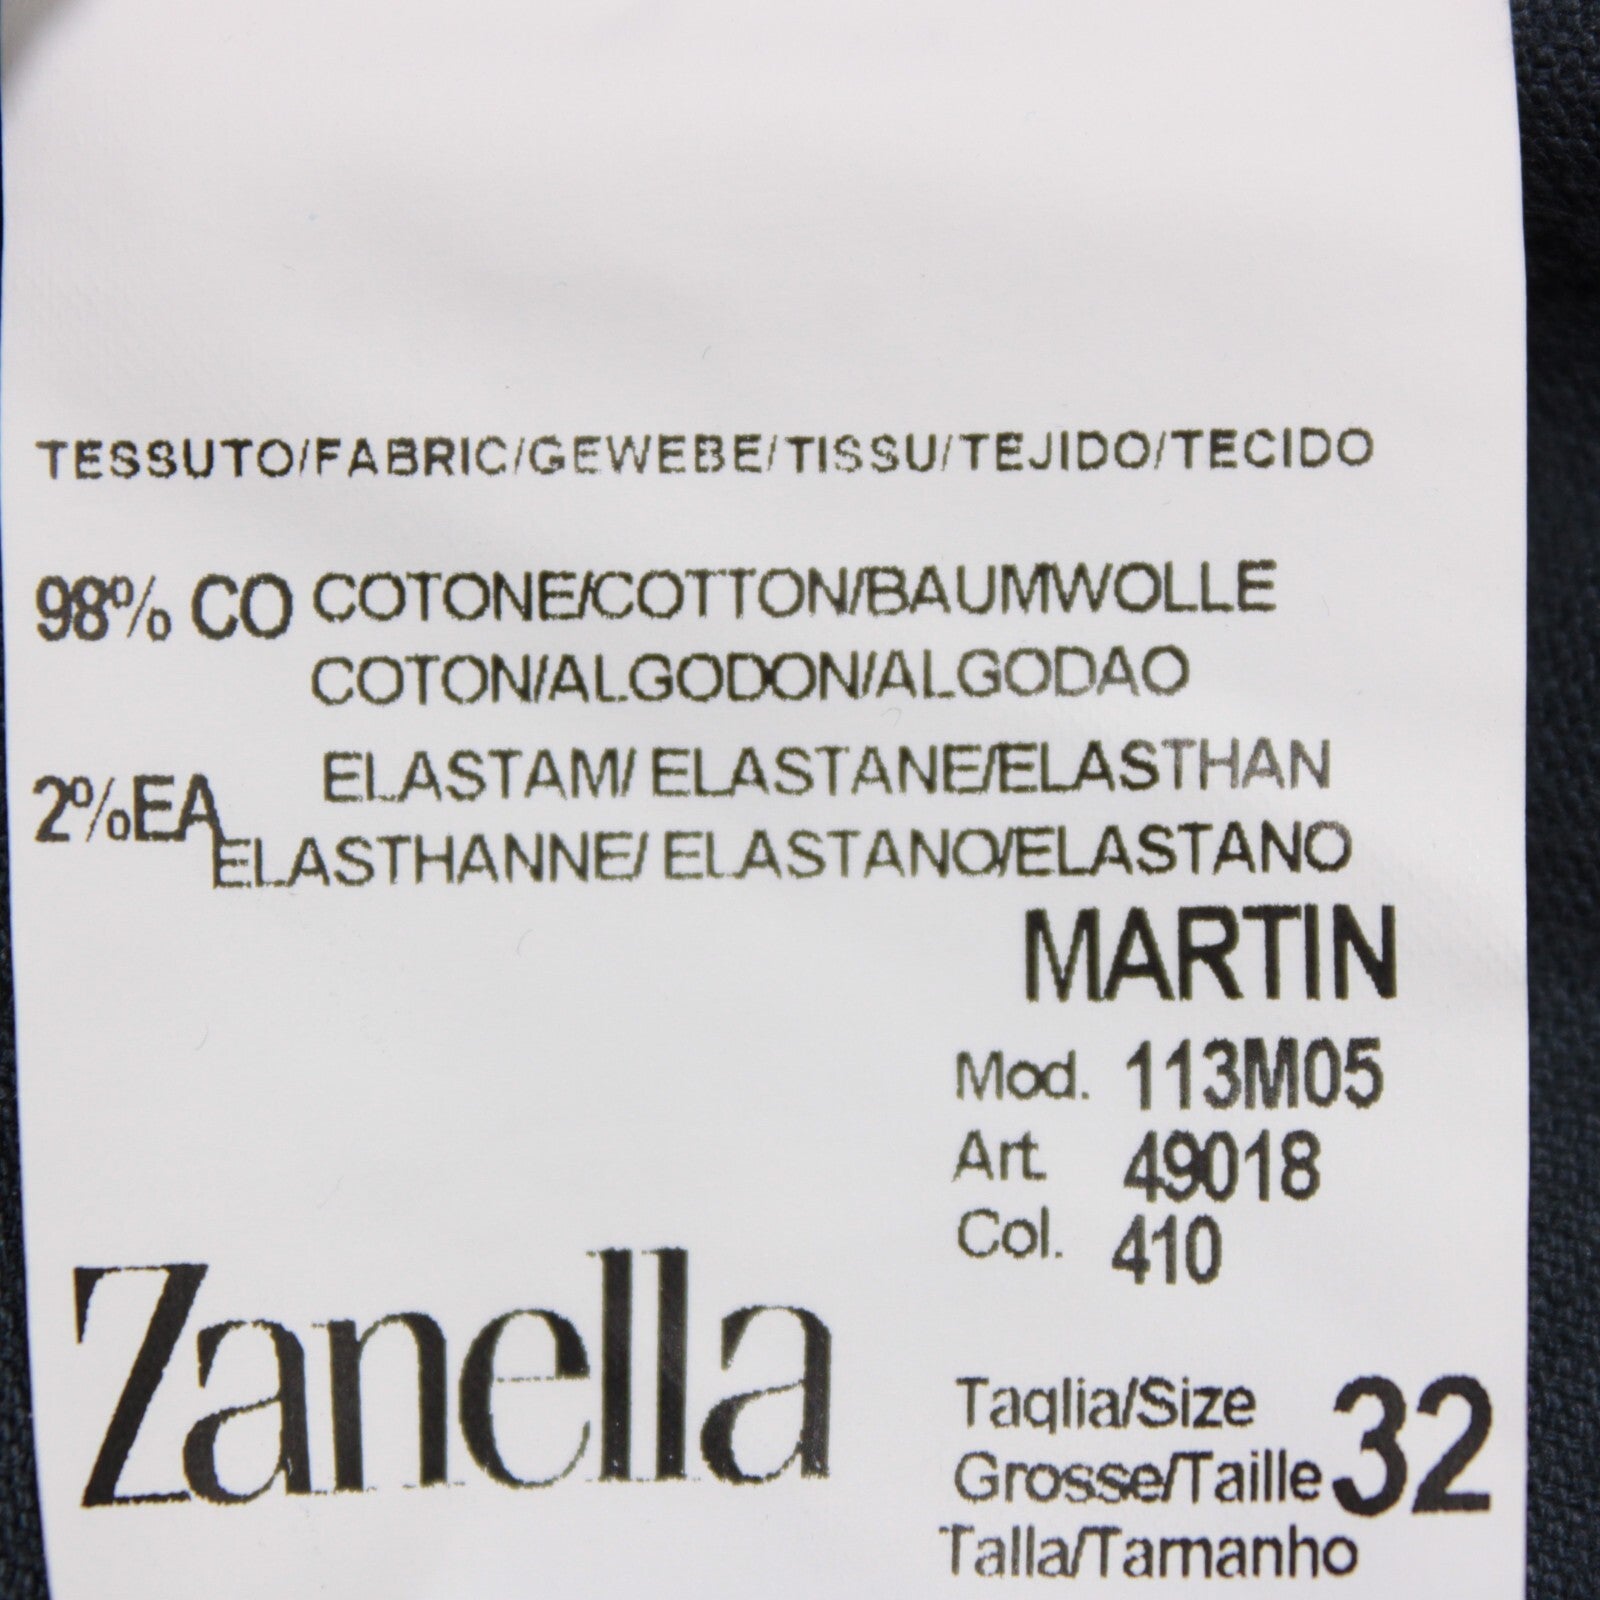 TESSUTO/FABRIC/GEWEBE/TISSU/TEJIDO/TECIDO
98% CO COTONE/COTTON/BAUMWOLLE
COTON/ALGODON/ALGODAO
2%EA ELASTAM/ ELASTANE/ELASTHAN
ELASTHANNE/ ELASTANO/ELASTANO
MARTIN
Mod. 113M05
Art. 49018
Col. 410
Zanella
Taglia/Size
Grosse/Taille 32
Talla/Tamanho